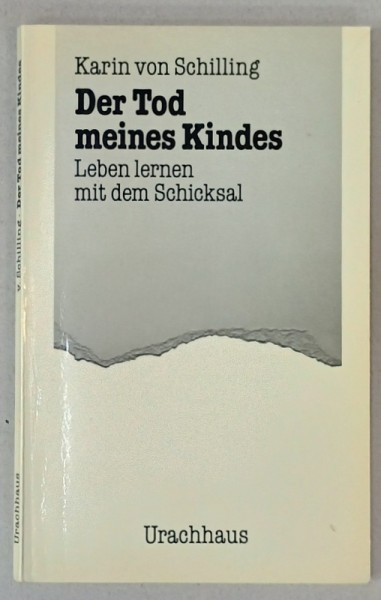 Karin von Schilling
Der Tod
meines Kindes
Leben lernen
mit dem Schicksal
Urachhaus
v. Schilling · Der Tod meines Kindes
Urachhaus